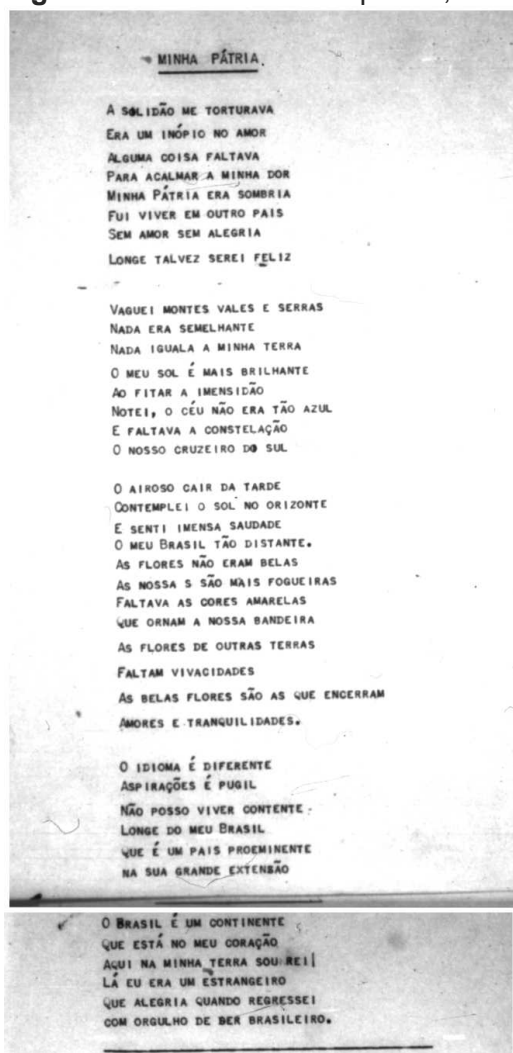 MINHA PÁTRIA.
A SOLIDÃO ME TORTURAVA
ERA UM INÓPIO NO AMOR
ALGUMA COISA FALTAVA
PARA ACALMAR A MINHA DOR
MINHA PÁTRIA ERA SOMBRIA
FUI VIVER EM OUTRO PAIS
SEM AMOR SEM ALEGRIA
LONGE TALVEZ SEREI FELIZ
VAGUEI MONTES VALES E SERRAS
NADA ERA SEMELHANTE
NADA IGUALA A MINHA TERRA
O MEU SOL É MAIS BRILHANTE
AO FITAR A IMENSIDÃO
NOTEI, O CÉU NÃO ERA TÃO AZUL
E FALTAVA A CONSTELAÇÃO
O NOSSO CRUZEIRO DO SUL
O AIROSO CAIR DA TARDE
CONTEMPLEI O SOL NO ORIZONTE
E SENTI IMENSA SAUDADE
O MEU BRASIL TÃO DISTANTE.
AS FLORES NÃO ERAM BELAS
AS NOSSA S SÃO MAIS FOGUEIRAS
FALTAVA AS CORES AMARELAS
QUE ORNAM A NOSSA BANDEIRA
AS FLORES DE OUTRAS TERRAS
FALTAM VIVACIDADES
AS BELAS FLORES SÃO AS QUE ENCERRAM
AMORES E TRANQUILIDADES.
O IDIOMA É DIFERENTE
ASPIRAÇÕES É PUGIL
NÃO POSSO VIVER CONTENTE
LONGE DO MEU BRASIL
QUE É UM PAIS PROEMINENTE
NA SUA GRANDE EXTENSÃO
O BRASIL É UM CONTINENTE
QUE ESTÁ NO MEU CORAÇÃO
AQUI NA MINHA TERRA SOU REI!
LÁ EU ERA UM ESTRANGEIRO
QUE ALEGRIA QUANDO REGRESSEI
COM ORGULHO DE SER BRASILEIRO.